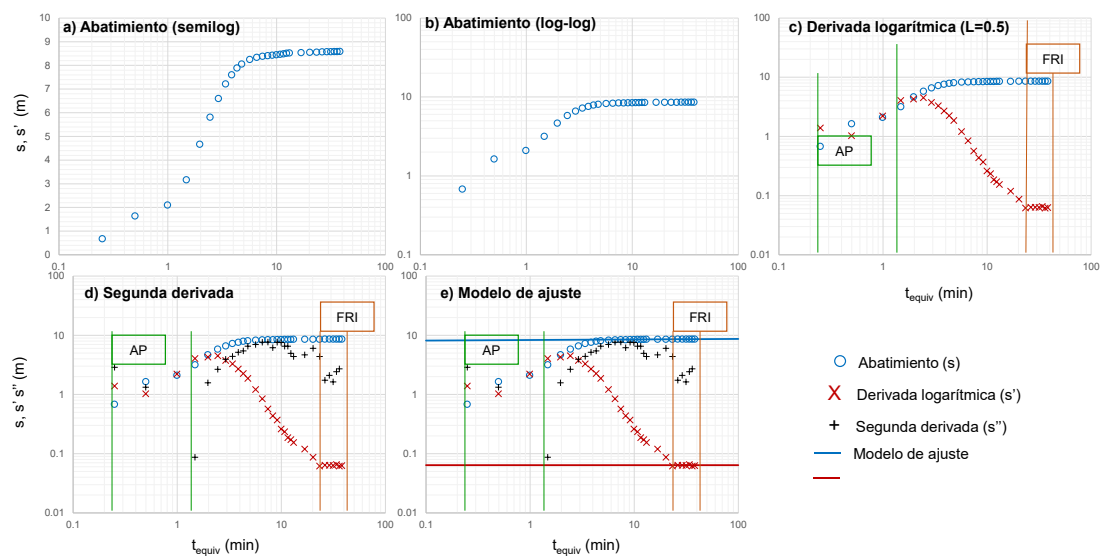 a) Abatimiento (semilog)
s, s' (m)
10
9
8
7
6
5
4
3
2
1
0
0.1
1
10
100
b) Abatimiento (log-log)
100
10
1
0.1
0.1
1
10
100
c) Derivada logarítmica (L=0.5)
FRI
AP
100
10
1
0.1
0.01
0.1
1
10
100
t equiv (min)
d) Segunda derivada
FRI
AP
s, s' s'' (m)
100
10
1
0.1
0.01
0.1
1
10
100
t equiv (min)
e) Modelo de ajuste
FRI
AP
100
10
1
0.1
0.01
0.1
1
10
100
t equiv (min)
Abatimiento (s)
Derivada logarítmica (s')
Segunda derivada (s'')
Modelo de ajuste